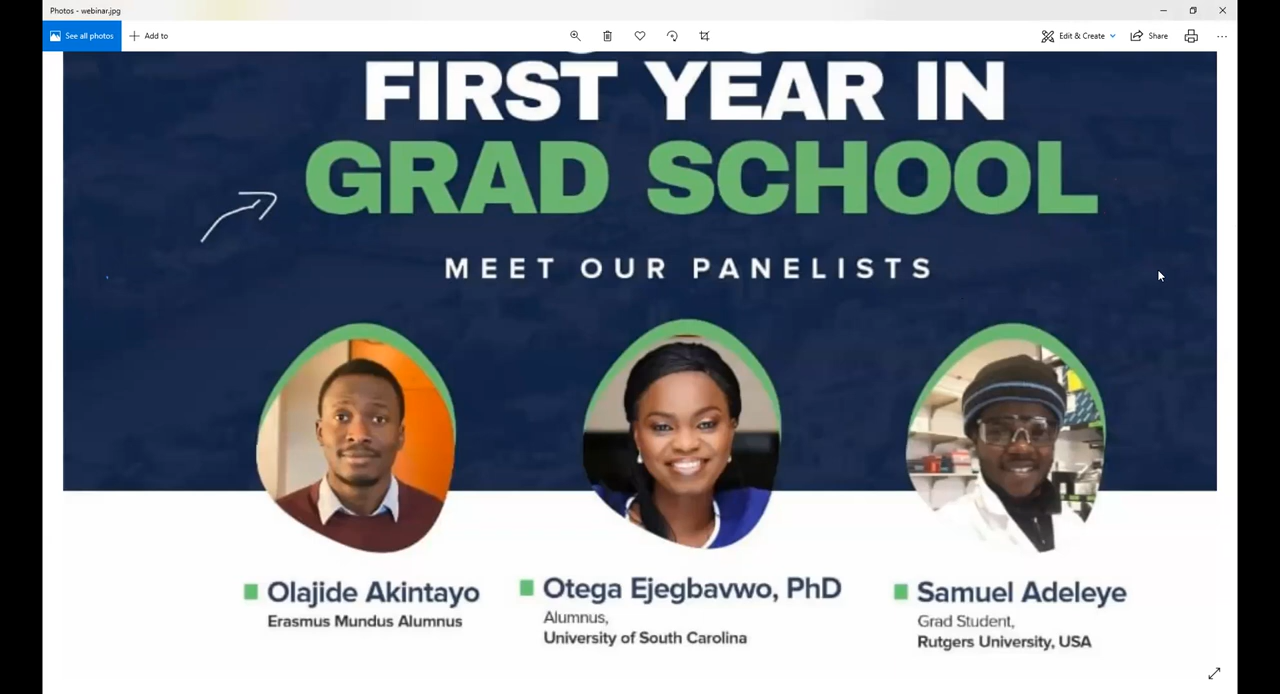 Photos - webinar.jpg
See all photos
Add to
Edit & Create
Share
FIRST YEAR IN
GRAD SCHOOL
MEET OUR PANELISTS
Olajide Akintayo
Erasmus Mundus Alumnus
Otega Ejegbavwo, PhD
Alumnus,
University of South Carolina
Samuel Adeleye
Grad Student,
Rutgers University, USA